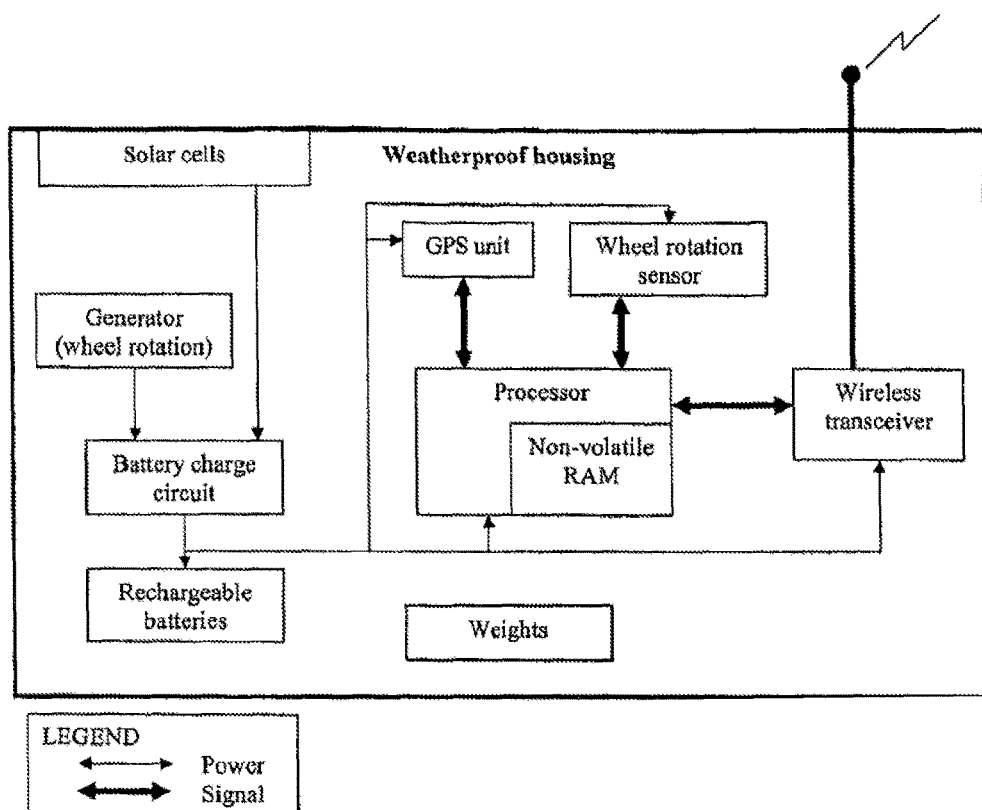 Solar cells
Weatherproof housing
GPS unit
Wheel rotation
sensor
Generator
(wheel rotation)
Processor
Wireless
transceiver
Non-volatile
RAM
Battery charge
circuit
Rechargeable
batteries
Weights
LEGEND
Power
Signal